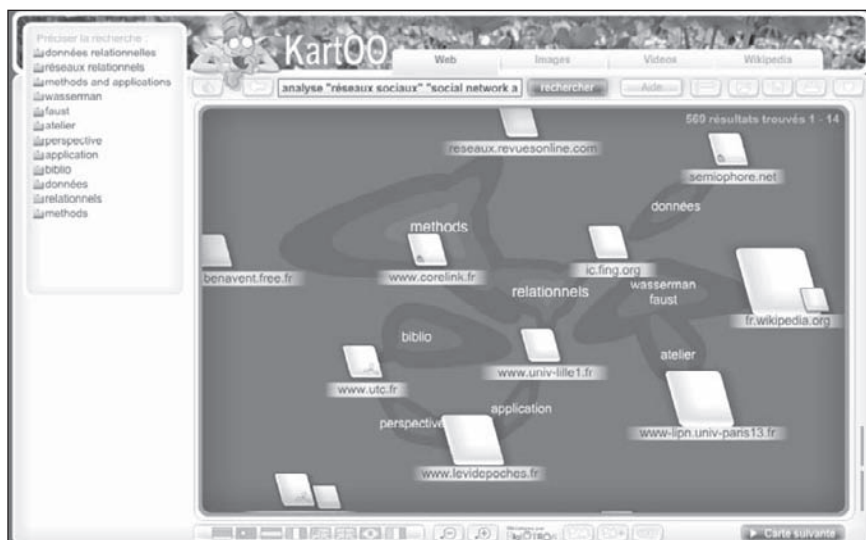 Préciser la recherche :
données relationnelles
réseaux relationnels
methods and applications
wasserman
faust
atelier
perspective
application
biblio
données
relationnels
methods
KartOO
Web
Images
Videos
Wikipedia
analyse "réseaux sociaux" "social network a
rechercher
Aide
560 résultats trouvés 1 - 14
reseaux.revuesonline.com
semiophore.net
données
methods
benavent.free.fr
www.corelink.fr
ic.fing.org
relationnels
wasserman
faust
fr.wikipedia.org
biblio
atelier
www.utc.fr
www.univ-lille1.fr
application
perspective
www-lipn.univ-paris13.fr
www.levidepoches.fr
Carte suivante